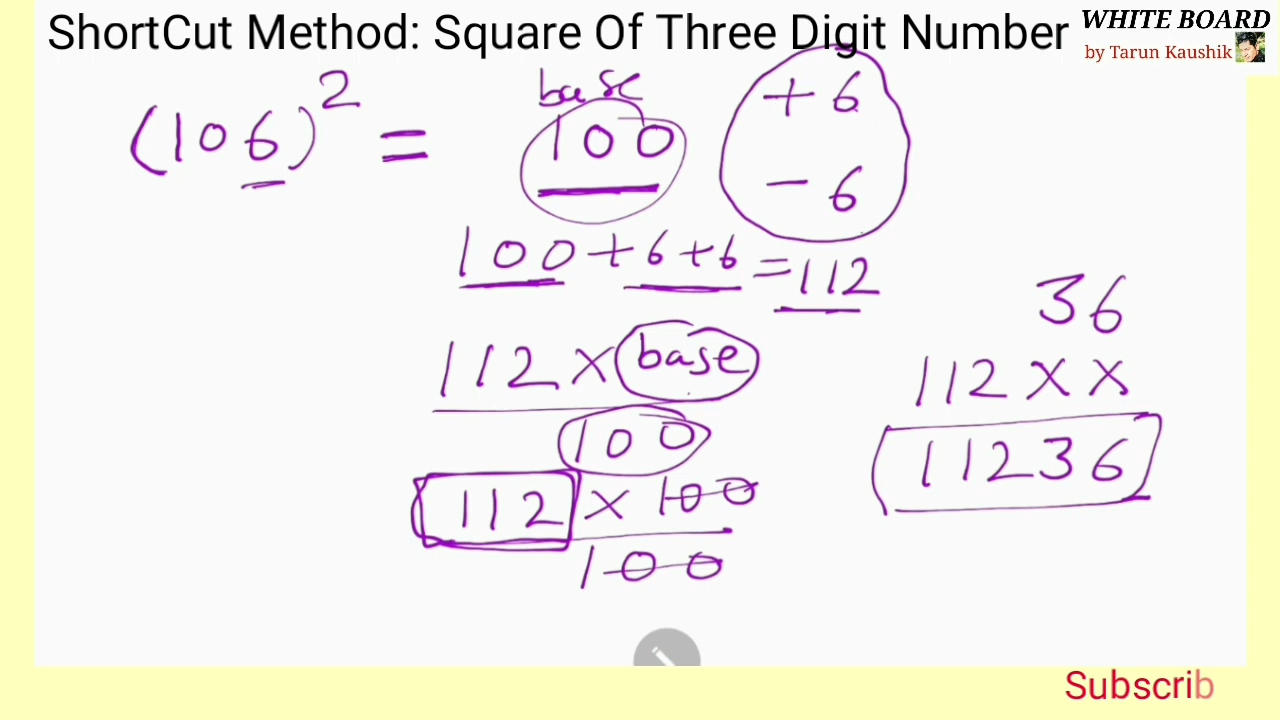 ShortCut Method: Square Of Three Digit Number
WHITE BOARD
by Tarun Kaushik
base
(106)² = 100 +6
- 6
100+6+6 =112
36
112 × base
100
112 × ×
11236
112 × 100
100
Subscrib